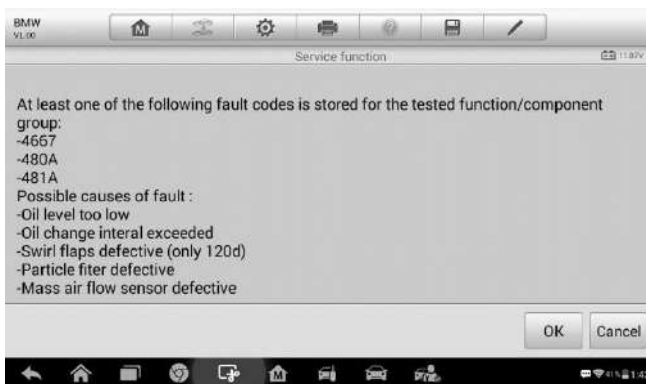 BMW
V1.00
Service function
11.87V
At least one of the following fault codes is stored for the tested function/component
group:
-4667
-480A
-481A
Possible causes of fault :
-Oil level too low
-Oil change interal exceeded
-Swirl flaps defective (only 120d)
-Particle fiter defective
-Mass air flow sensor defective
OK Cancel
41%